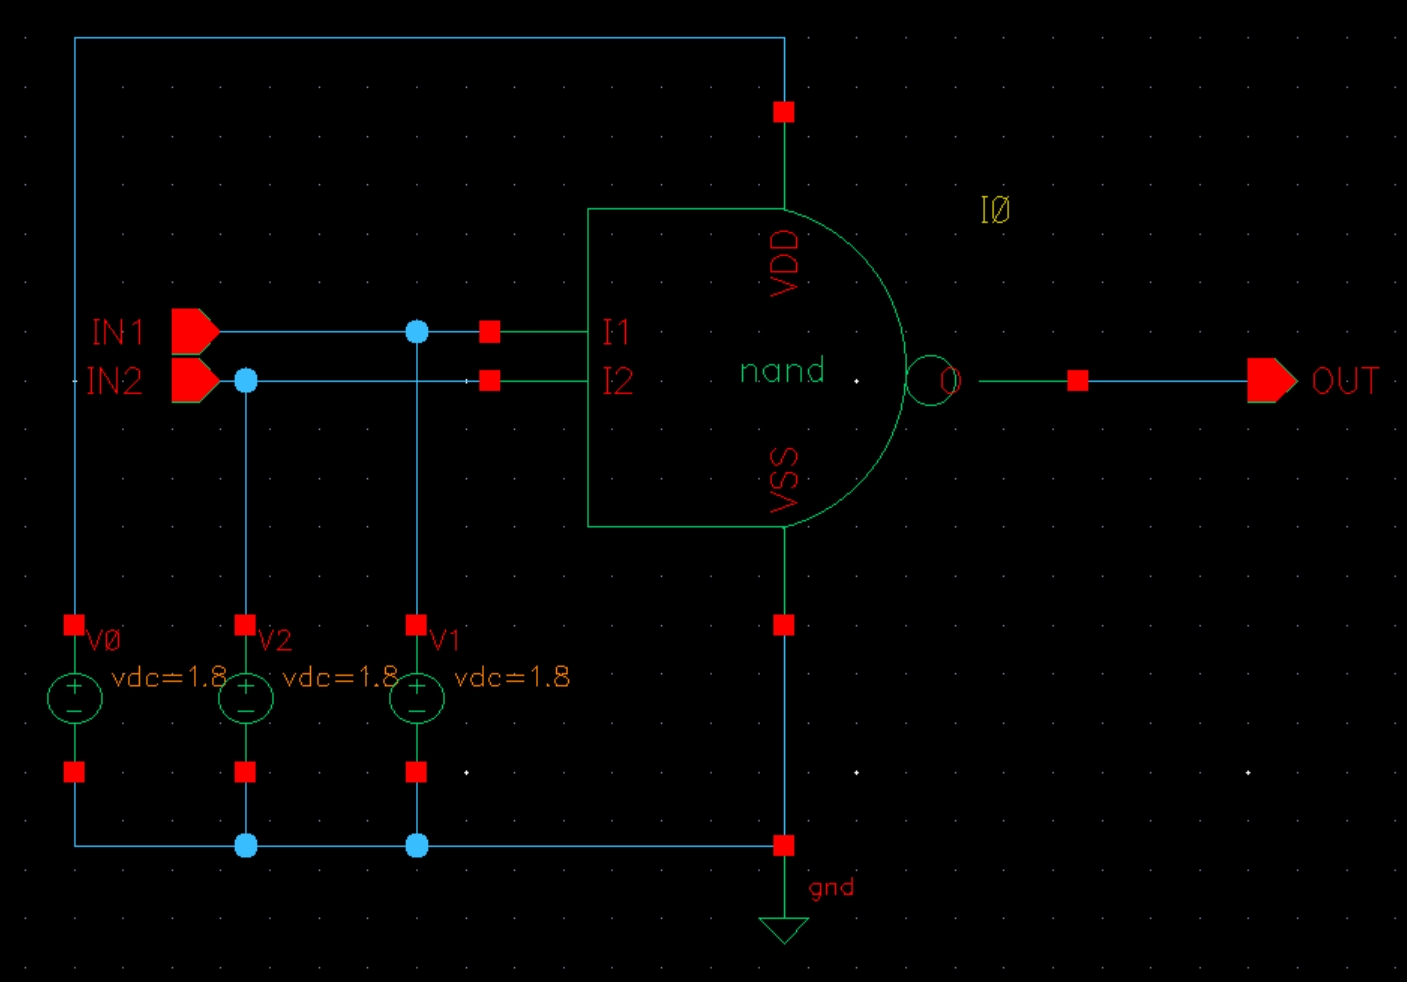 I0
VDD
IN1
I1
IN2
I2
nand
O
OUT
VSS
V0
V2
V1
vdc=1.8
vdc=1.8
vdc=1.8
gnd